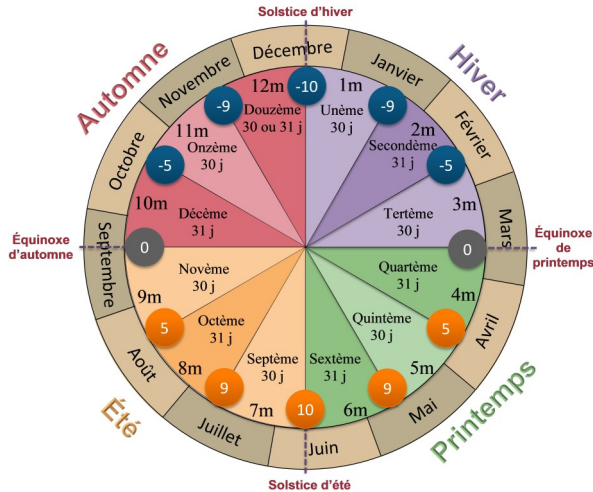 Solstice d'hiver
Automne
Hiver
Décembre
Janvier
Février
Mars
Avril
Mai
Juin
Juillet
Août
Septembre
Octobre
Novembre
-10
-9
-5
0
5
9
10
9
5
0
-5
-9
1m
Unème
30 j
2m
Secondème
31 j
3m
Tertème
30 j
Équinoxe
de
printemps
Quartème
31 j
4m
Quintème
30 j
5m
Sextème
31 j
6m
Septème
30 j
7m
Octème
31 j
8m
Novème
30 j
9m
Équinoxe
d'automne
10m
Décème
31 j
11m
Onzème
30 j
12m
Douzème
30 ou 31 j
Été
Printemps
Solstice d'été